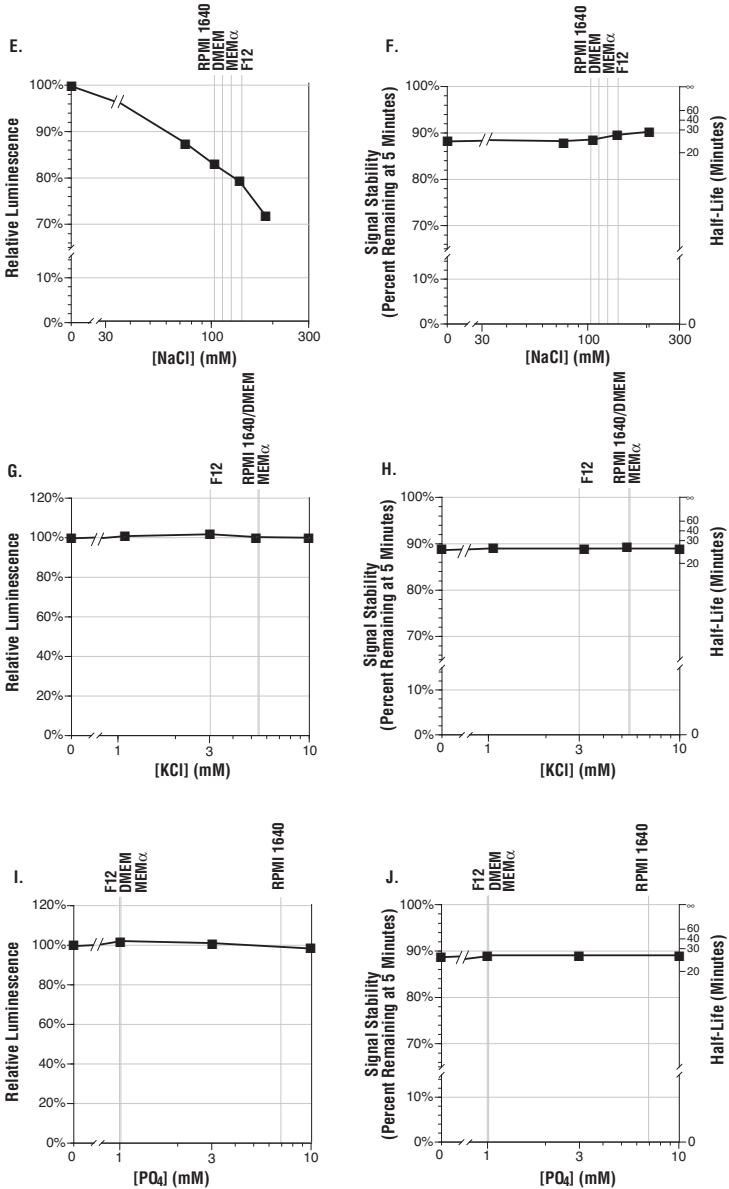 E.
RPMI 1640
DMEM
MEMα
F12
Relative Luminescence
100%
90%
80%
70%
10%
0%
0 30 100 300
[NaCl] (mM)
F.
RPMI 1640
DMEM
MEMα
F12
Signal Stability
(Percent Remaining at 5 Minutes)
100%
90%
80%
70%
10%
0%
∞
60
40
30
20
0
Half-Life (Minutes)
0 30 100 300
[NaCl] (mM)
G.
F12
RPMI 1640/DMEM
MEMα
Relative Luminescence
120%
100%
80%
60%
40%
20%
0%
0 1 3 10
[KCl] (mM)
H.
F12
RPMI 1640/DMEM
MEMα
Signal Stability
(Percent Remaining at 5 Minutes)
100%
90%
80%
70%
10%
0%
∞
60
40
30
20
0
Half-Life (Minutes)
0 1 3 10
[KCl] (mM)
I.
F12
DMEM
MEMα
RPMI 1640
Relative Luminescence
120%
100%
80%
60%
40%
20%
0%
0 1 3 10
[PO4] (mM)
J.
F12
DMEM
MEMα
RPMI 1640
Signal Stability
(Percent Remaining at 5 Minutes)
100%
90%
80%
70%
10%
0%
∞
60
40
30
20
0
Half-Life (Minutes)
0 1 3 10
[PO4] (mM)